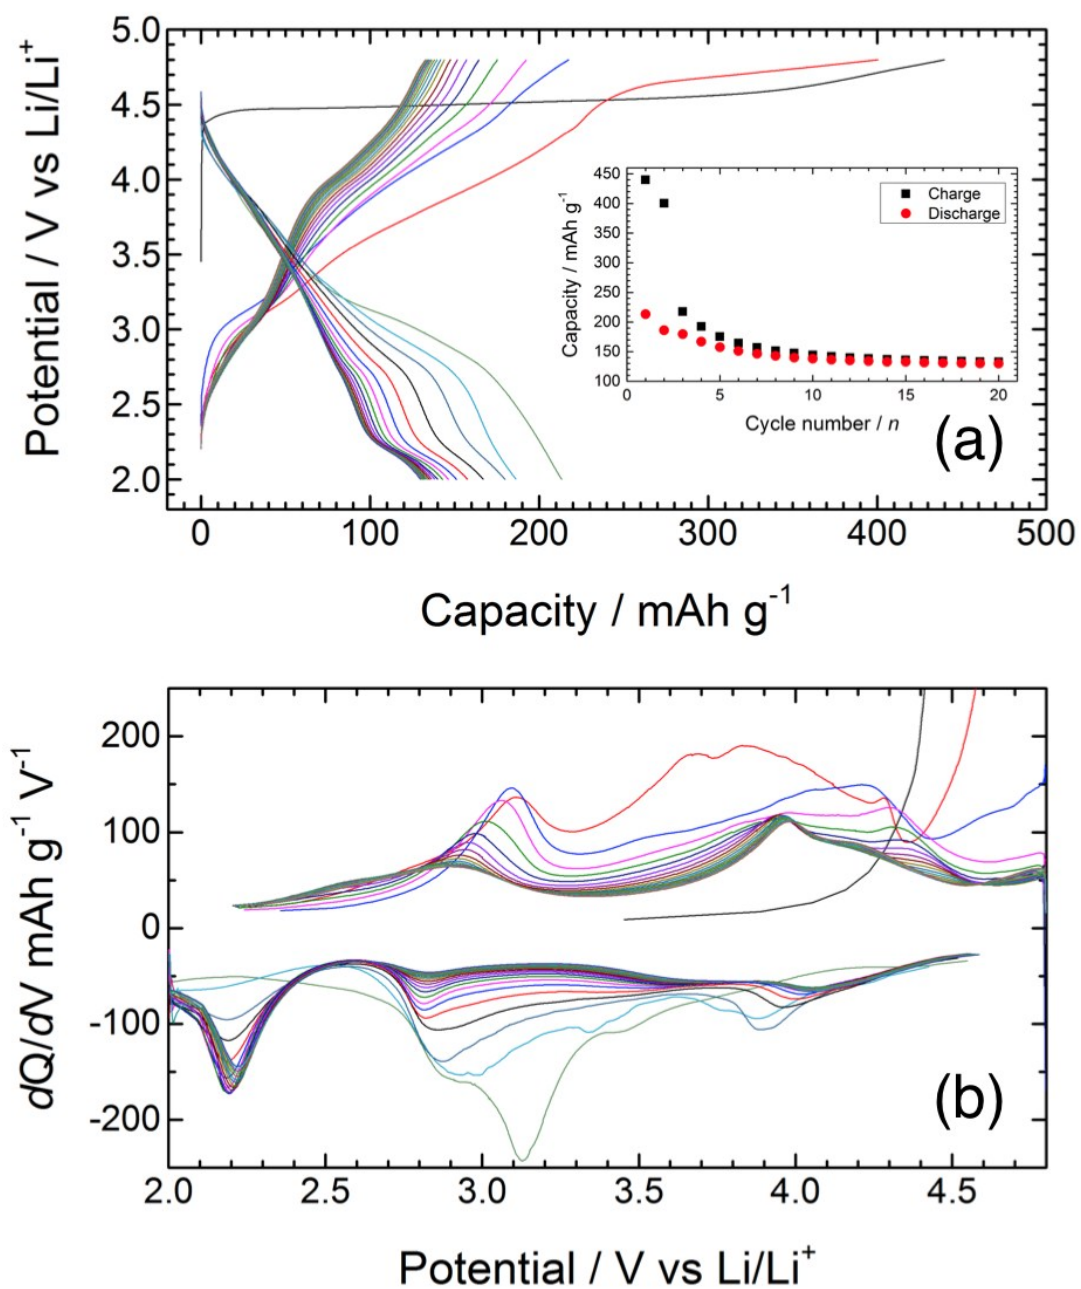 5.0
4.5
4.0
3.5
3.0
2.5
2.0
Potential / V vs Li/Li+
0 100 200 300 400 500
Capacity / mAh g-1
450
400
350
300
250
200
150
100
Capacity / mAh g-1
Charge
Discharge
0 5 10 15 20
Cycle number / n
(a)
200
100
0
-100
-200
dQ/dV mAh g-1 V-1
(b)
2.0 2.5 3.0 3.5 4.0 4.5
Potential / V vs Li/Li+